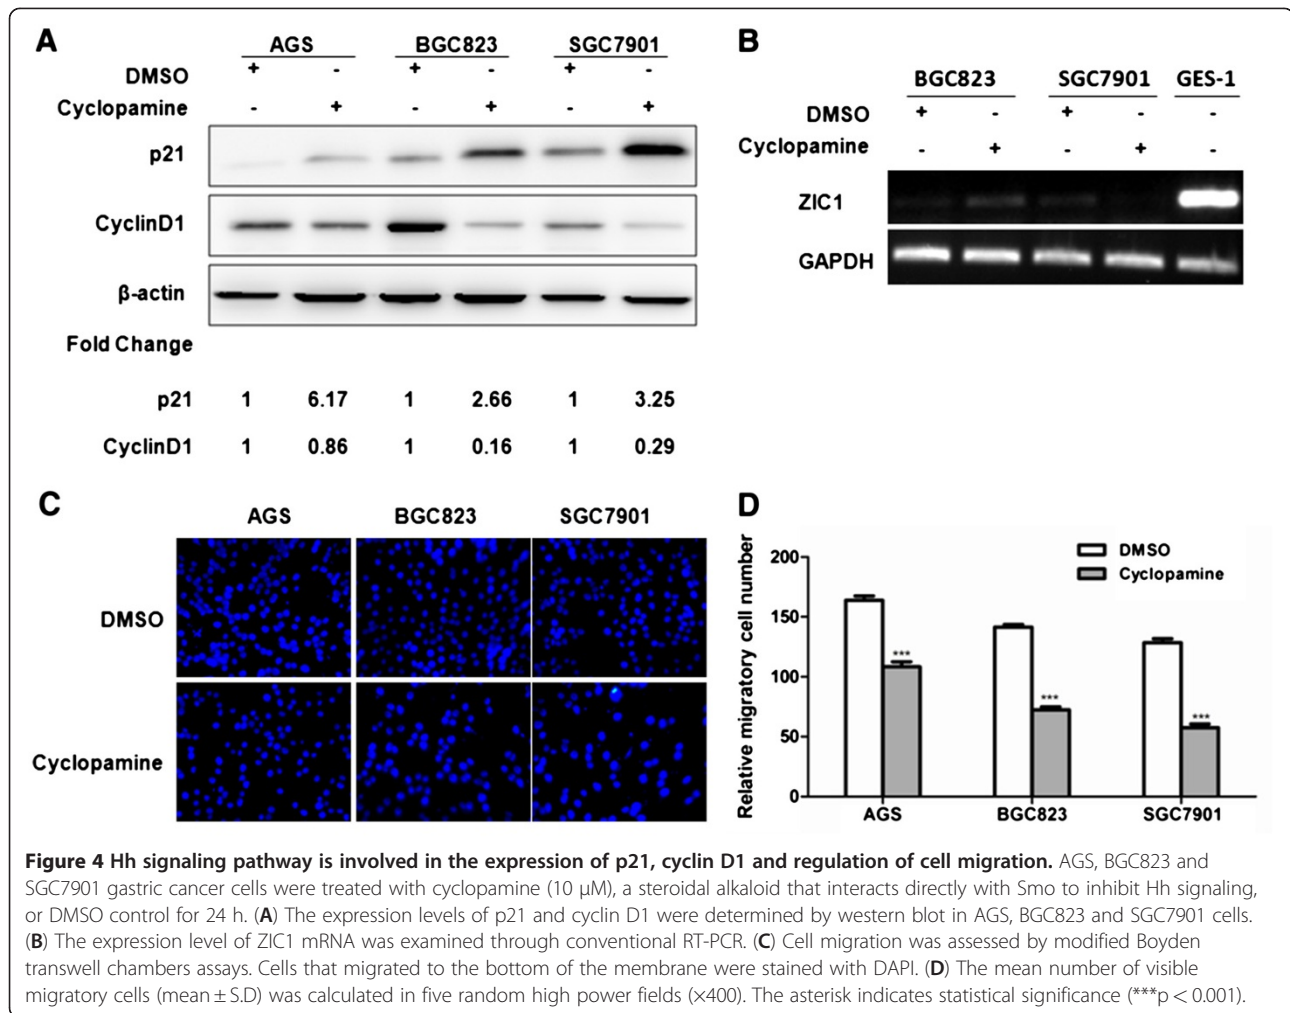 A
AGS BGC823 SGC7901
DMSO + - + - + -
Cyclopamine - + - + - +
p21
CyclinD1
β-actin
Fold Change
p21 1 6.17 1 2.66 1 3.25
CyclinD1 1 0.86 1 0.16 1 0.29
B
BGC823 SGC7901 GES-1
DMSO + - + - -
Cyclopamine - + - + -
ZIC1
GAPDH
C
AGS BGC823 SGC7901
DMSO
Cyclopamine
D
Relative migratory cell number
200
150
100
50
0
DMSO
Cyclopamine
***
***
***
AGS BGC823 SGC7901
Figure 4 Hh signaling pathway is involved in the expression of p21, cyclin D1 and regulation of cell migration. AGS, BGC823 and
SGC7901 gastric cancer cells were treated with cyclopamine (10 μM), a steroidal alkaloid that interacts directly with Smo to inhibit Hh signaling,
or DMSO control for 24 h. (A) The expression levels of p21 and cyclin D1 were determined by western blot in AGS, BGC823 and SGC7901 cells.
(B) The expression level of ZIC1 mRNA was examined through conventional RT-PCR. (C) Cell migration was assessed by modified Boyden
transwell chambers assays. Cells that migrated to the bottom of the membrane were stained with DAPI. (D) The mean number of visible
migratory cells (mean ± S.D) was calculated in five random high power fields (×400). The asterisk indicates statistical significance (***p < 0.001).